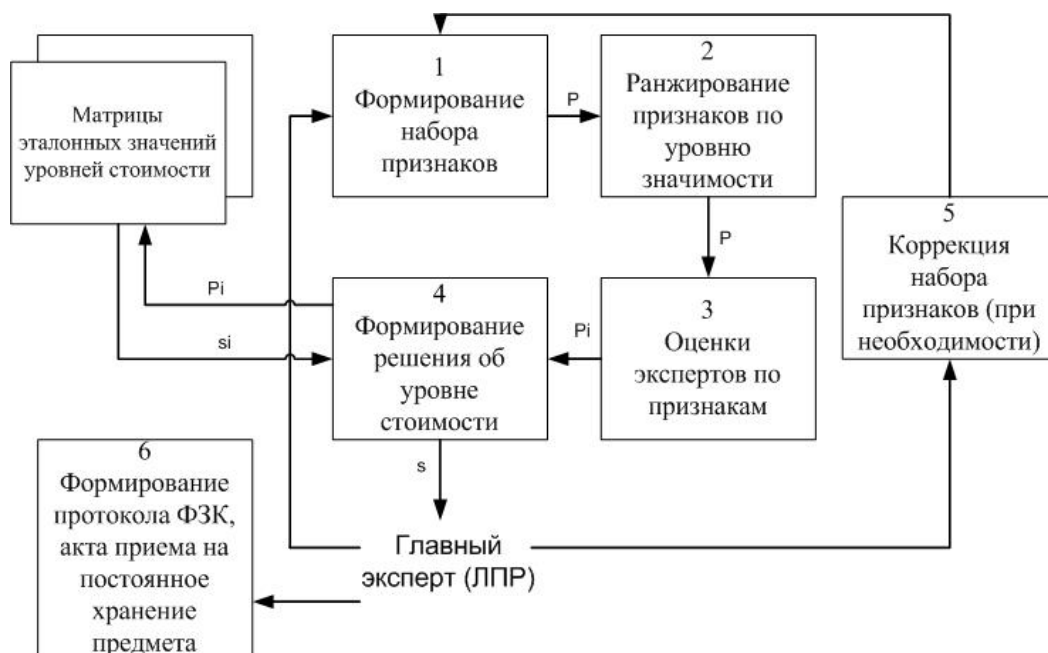 Матрицы
эталонных значений
уровней стоимости
1
Формирование
набора
признаков
P
2
Ранжирование
признаков по
уровню
значимости
P
3
Оценки
экспертов по
признакам
Pi
4
Формирование
решения об
уровне
стоимости
Pi
si
s
5
Коррекция
набора
признаков (при
необходимости)
Главный
эксперт (ЛПР)
6
Формирование
протокола ФЗК,
акта приема на
постоянное
хранение
предмета